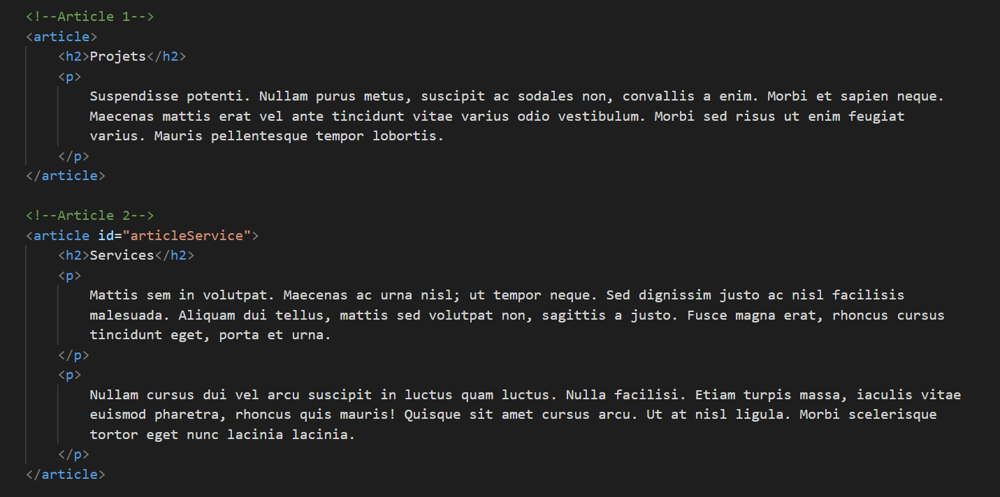 <!--Article 1-->
<article>
<h2>Projets</h2>
<p>
Suspendisse potenti. Nullam purus metus, suscipit ac sodales non, convallis a enim. Morbi et sapien neque.
Maecenas mattis erat vel ante tincidunt vitae varius odio vestibulum. Morbi sed risus ut enim feugiat
varius. Mauris pellentesque tempor lobortis.
</p>
</article>
<!--Article 2-->
<article id="articleService">
<h2>Services</h2>
<p>
Mattis sem in volutpat. Maecenas ac urna nisl; ut tempor neque. Sed dignissim justo ac nisl facilisis
malesuada. Aliquam dui tellus, mattis sed volutpat non, sagittis a justo. Fusce magna erat, rhoncus cursus
tincidunt eget, porta et urna.
</p>
<p>
Nullam cursus dui vel arcu suscipit in luctus quam luctus. Nulla facilisi. Etiam turpis massa, iaculis vitae
euismod pharetra, rhoncus quis mauris! Quisque sit amet cursus arcu. Ut at nisl ligula. Morbi scelerisque
tortor eget nunc lacinia lacinia.
</p>
</article>